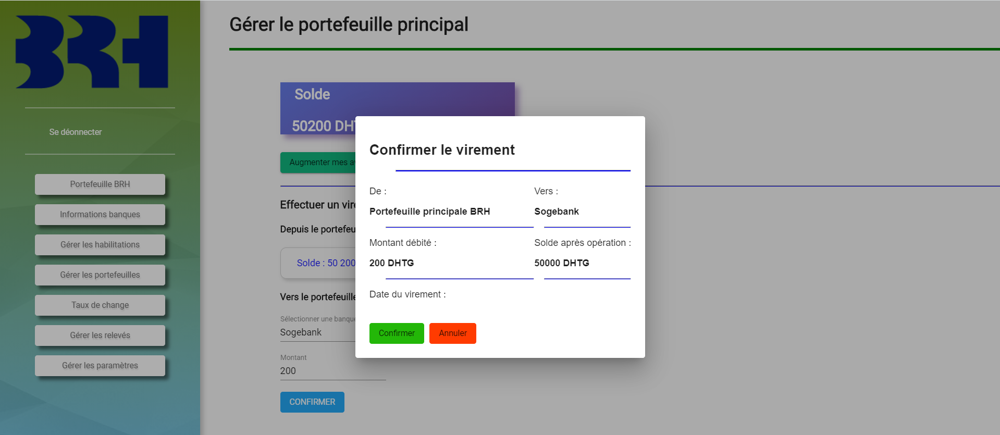 BRH
Se déonnecter
Portefeuille BRH
Informations banques
Gérer les habilitations
Gérer les portefeuilles
Taux de change
Gérer les relevés
Gérer les paramètres
Gérer le portefeuille principal
Solde
50200
Augmenter mes
Effectuer un
Depuis le
Solde : 50 200
Vers le portefeuille
Sélectionner une banque
Sogebank
Montant
200
CONFIRMER
Confirmer le virement
De :
Vers :
Portefeuille principale BRH
Sogebank
Montant débité :
Solde après opération :
200 DHTG
50000 DHTG
Date du virement :
Confirmer
Annuler